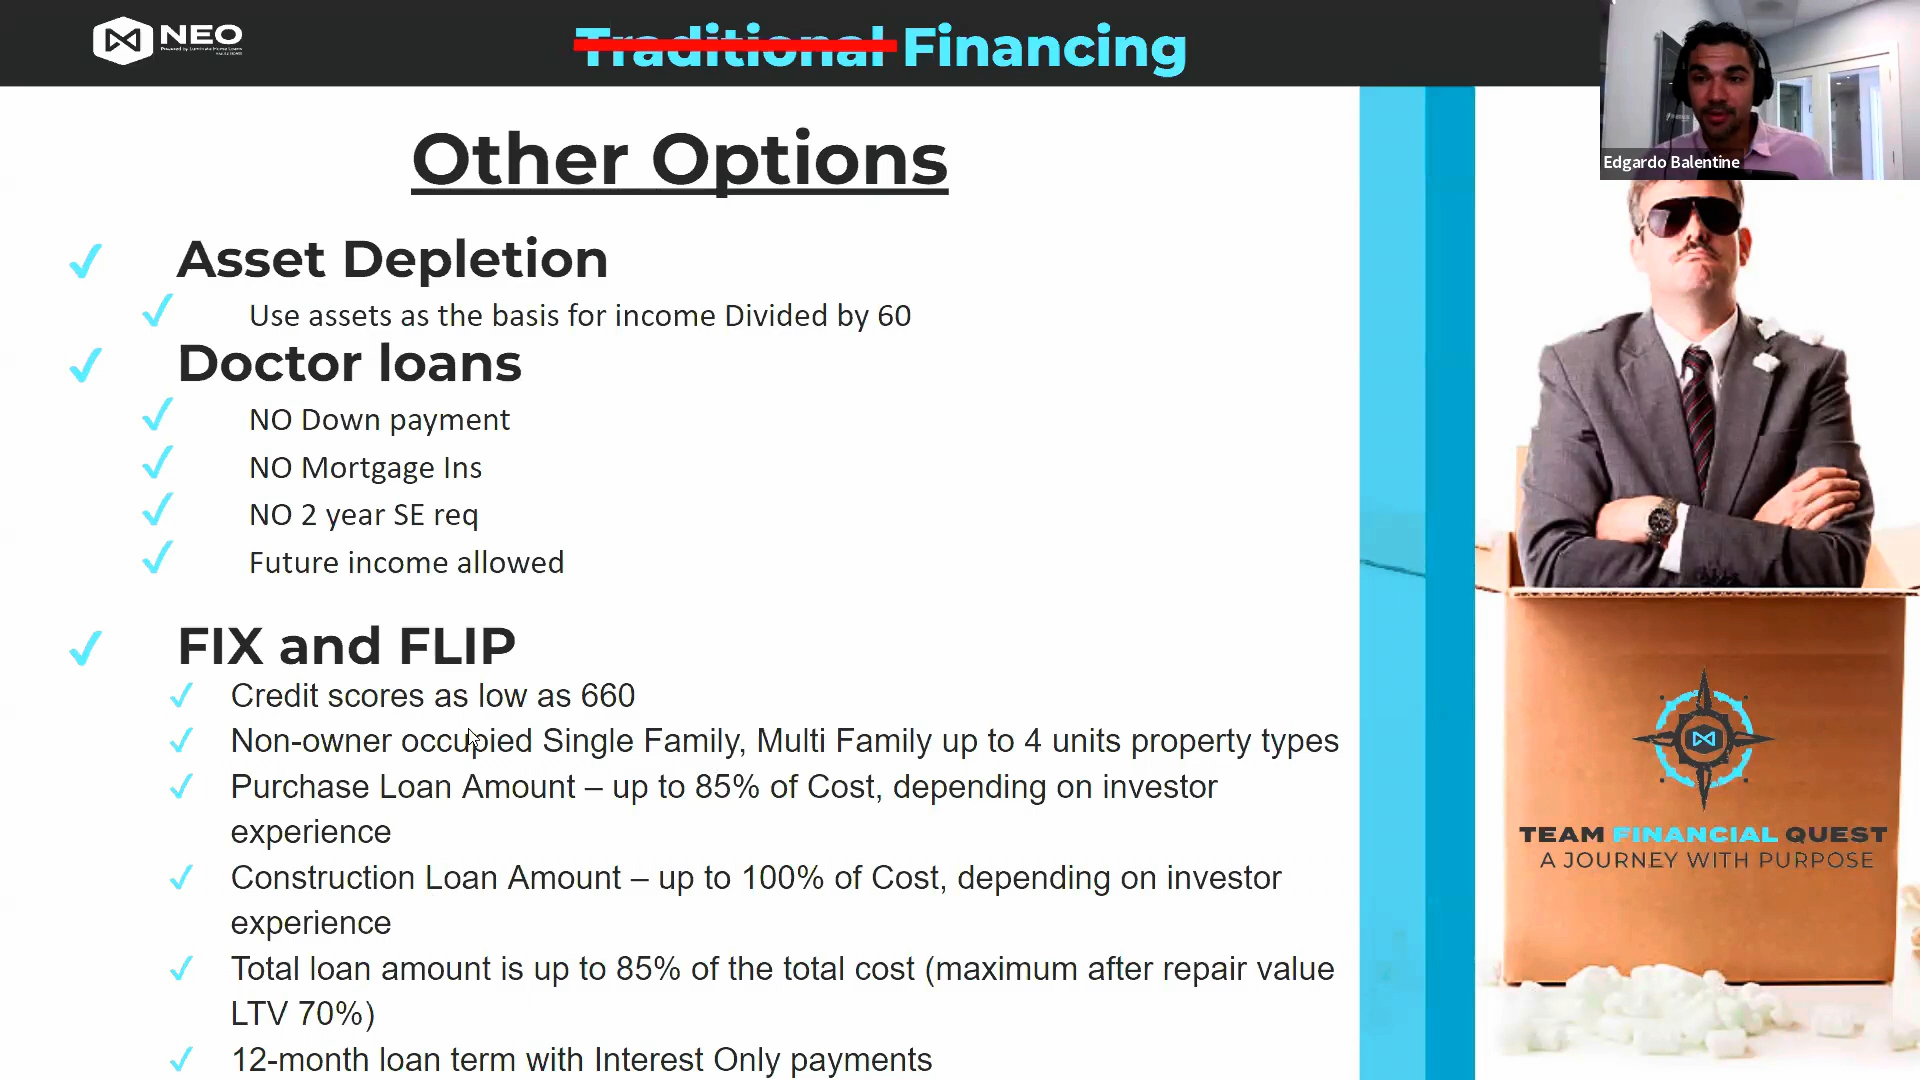 NEO
Traditional Financing
Edgardo Balentine
Other Options
Asset Depletion
Use assets as the basis for income Divided by 60
Doctor loans
NO Down payment
NO Mortgage Ins
NO 2 year SE req
Future income allowed
FIX and FLIP
Credit scores as low as 660
Non-owner occupied Single Family, Multi Family up to 4 units property types
Purchase Loan Amount – up to 85% of Cost, depending on investor
experience
Construction Loan Amount – up to 100% of Cost, depending on investor
experience
Total loan amount is up to 85% of the total cost (maximum after repair value
LTV 70%)
12-month loan term with Interest Only payments
TEAM FINANCIAL QUEST
A JOURNEY WITH PURPOSE